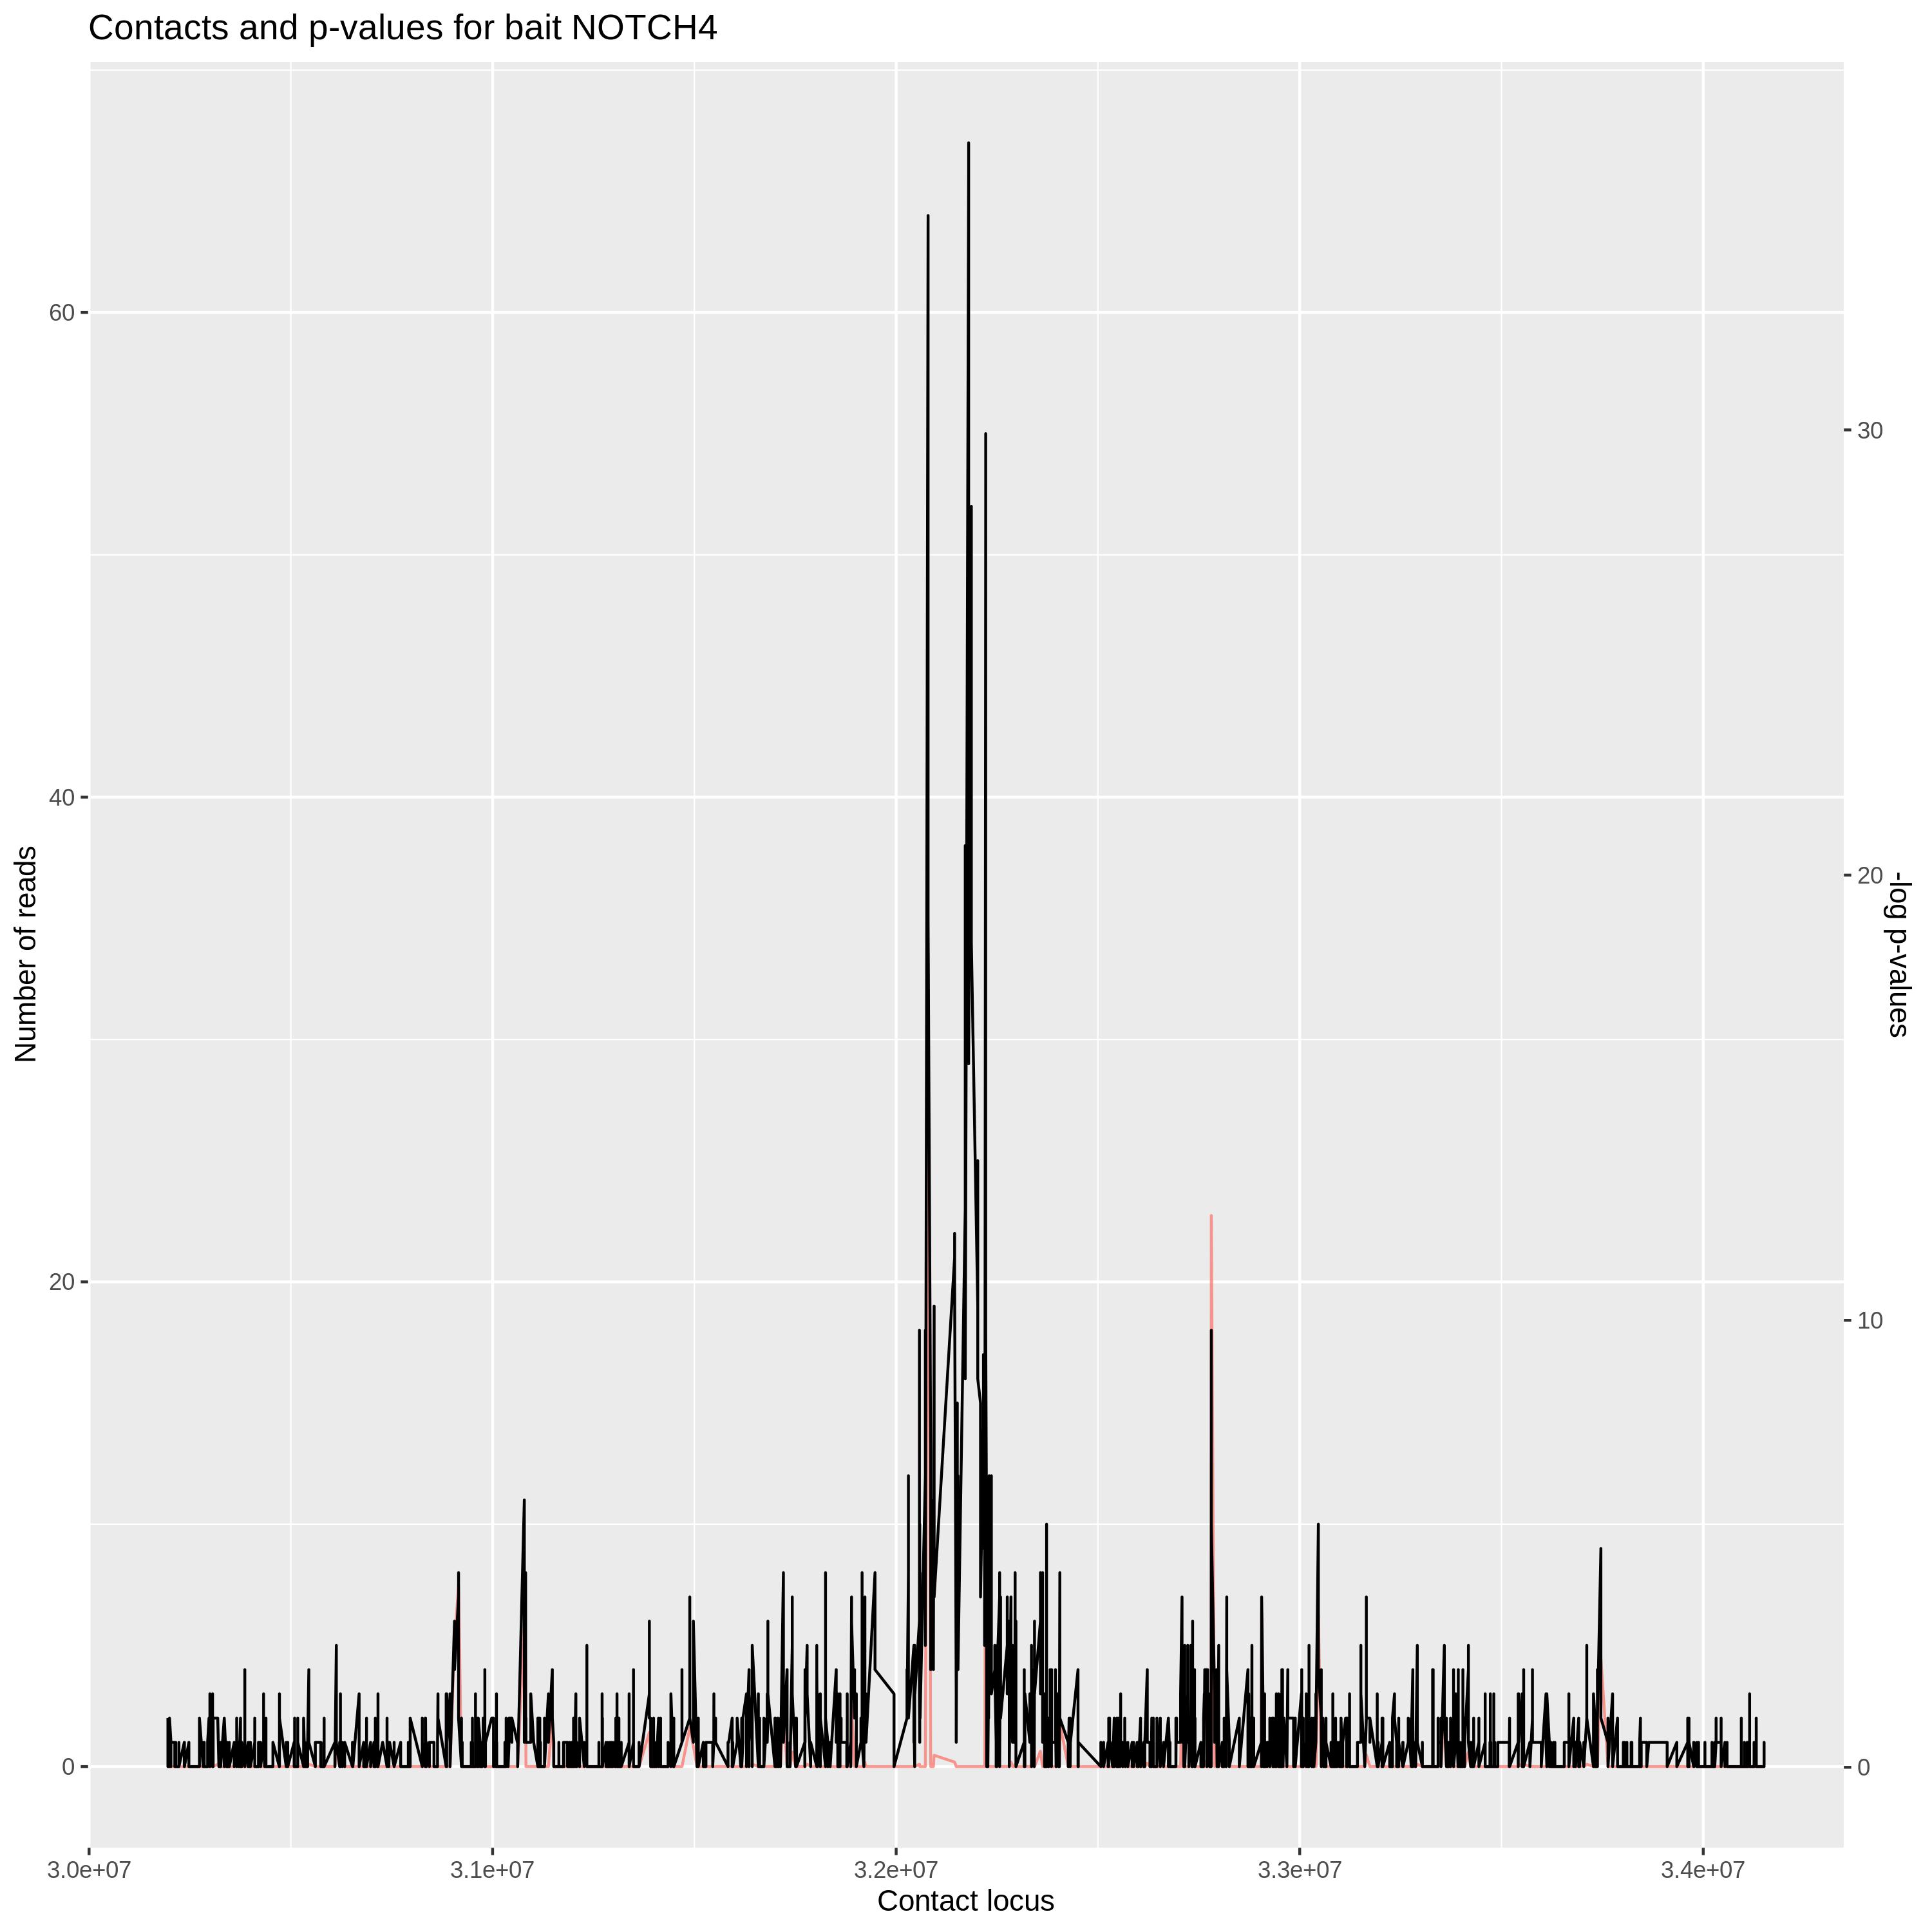 Contacts and p-values for bait NOTCH4
60
40
20
0
Number of reads
30
20
10
0
-log p-values
3.0e+07
3.1e+07
3.2e+07
3.3e+07
3.4e+07
Contact locus